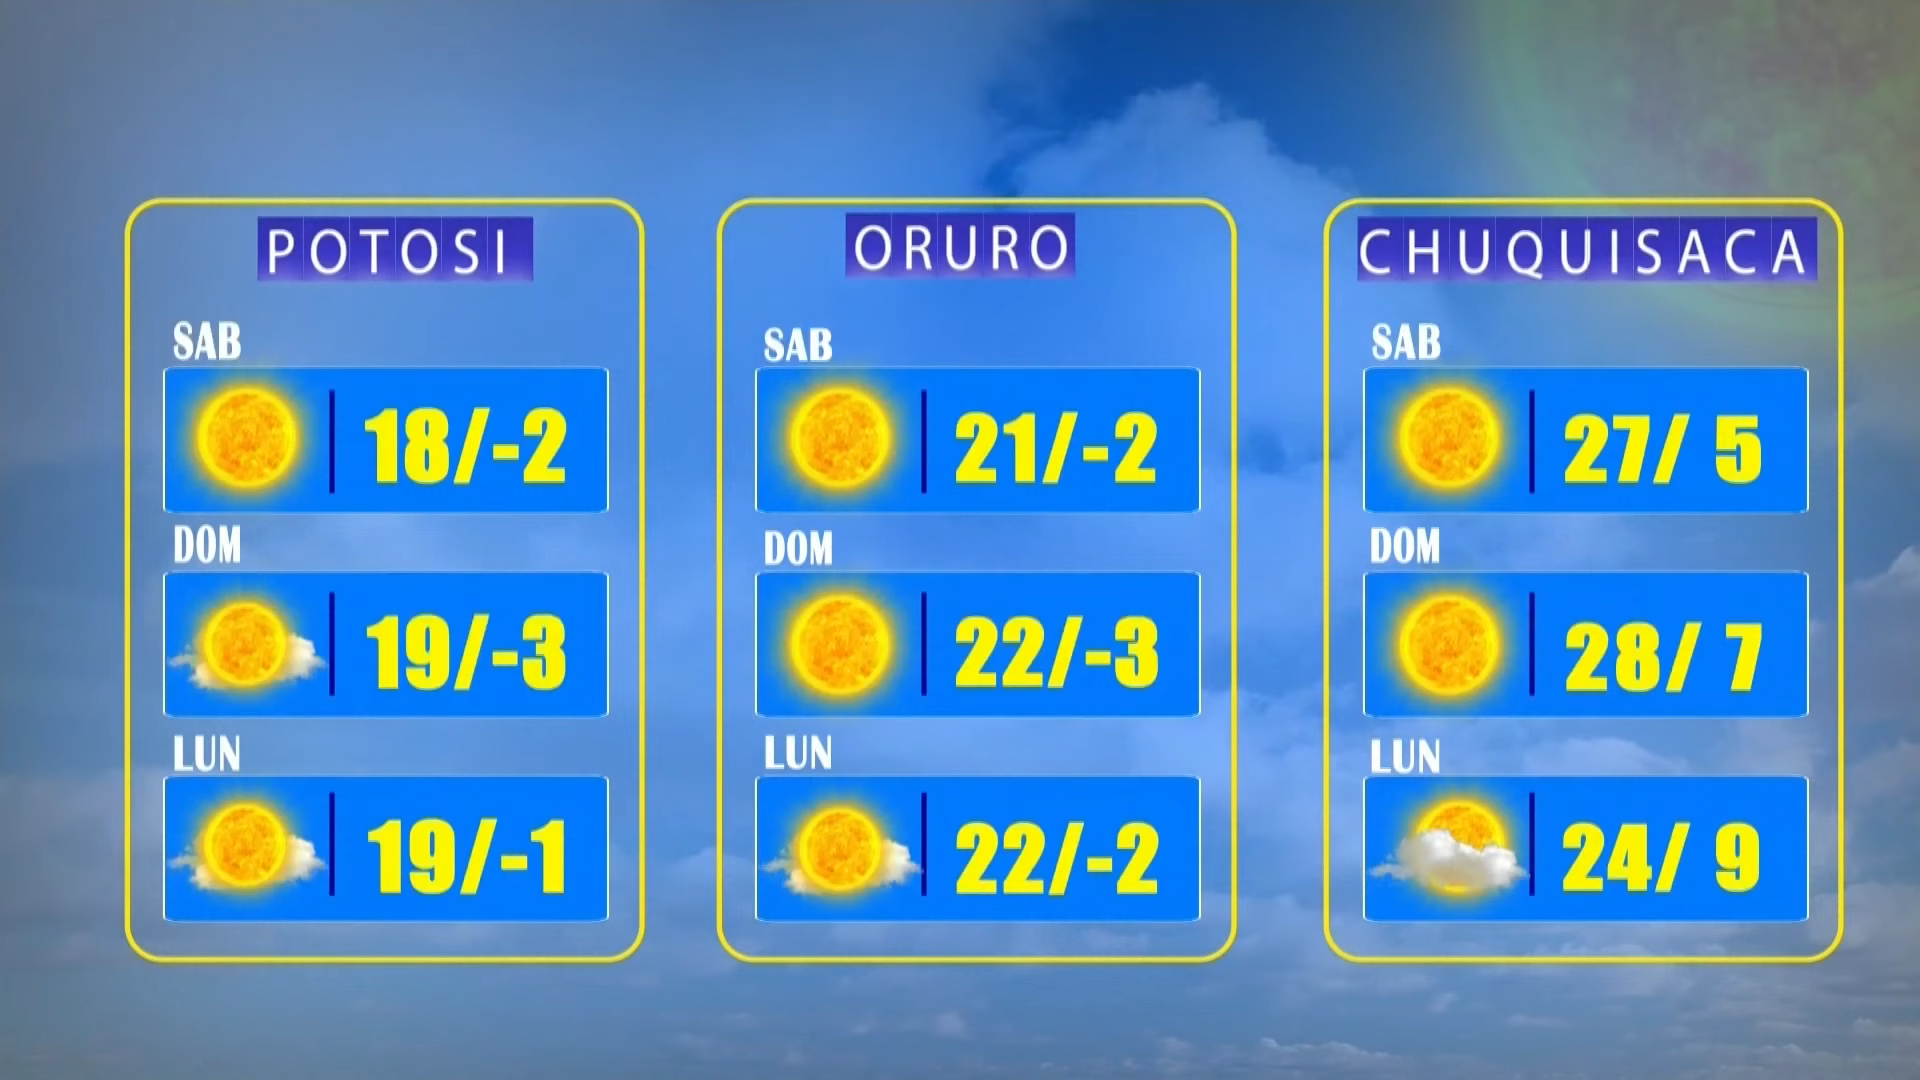 POTOSI
SAB
18/-2
DOM
19/-3
LUN
19/-1
ORURO
SAB
21/-2
DOM
22/-3
LUN
22/-2
CHUQUISACA
SAB
27/ 5
DOM
28/ 7
LUN
24/ 9